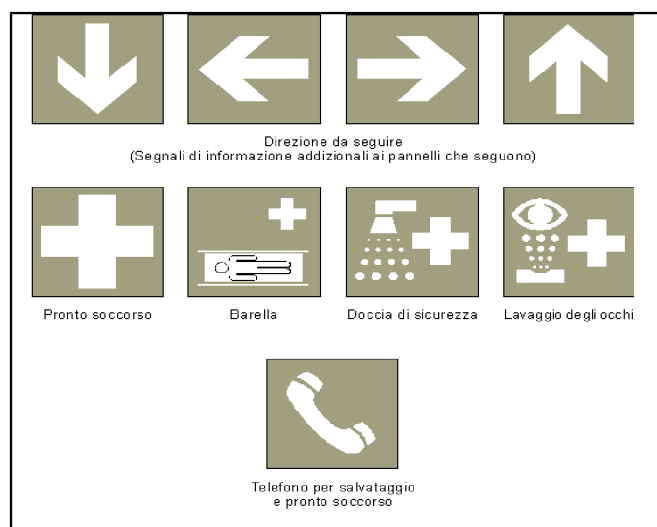 Direzione da seguire
(Segnali di informazione addizionali ai pannelli che seguono)
Pronto soccorso
Barella
Doccia di sicurezza
Lavaggio degli occhi
Telefono per salvataggio
e pronto soccorso